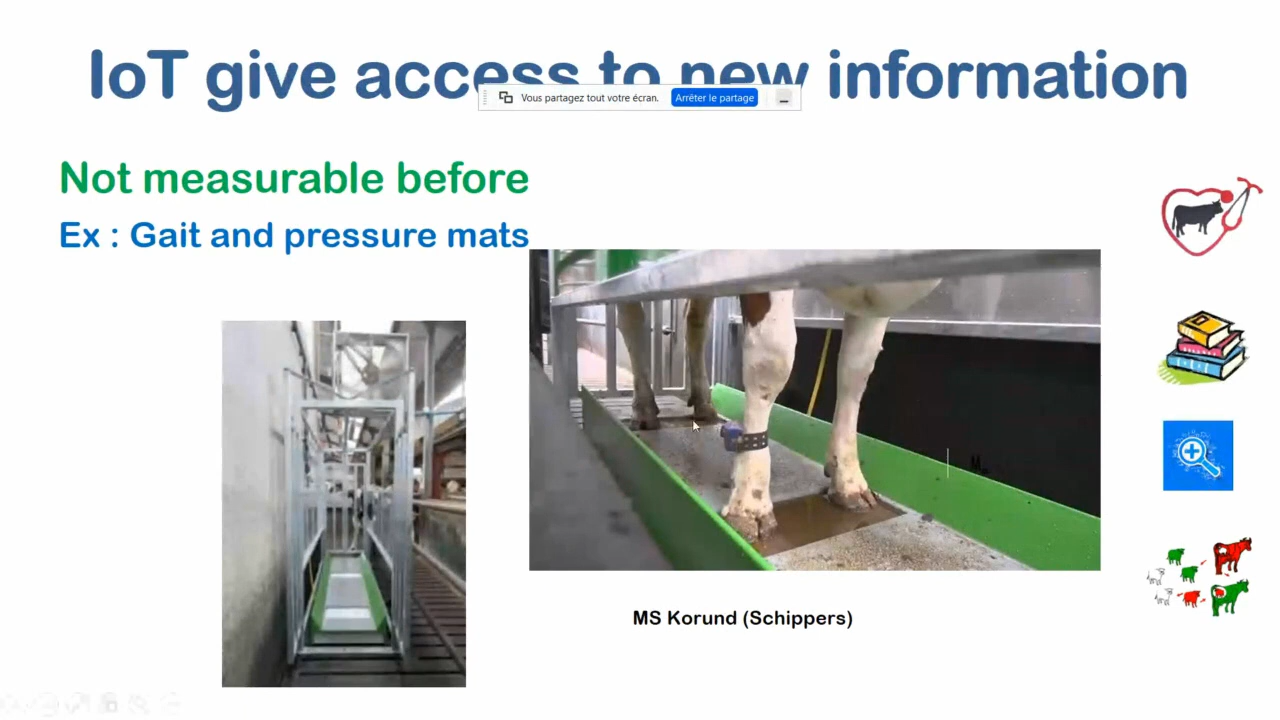 IoT give access to new information
Vous partagez tout votre écran. Arrêter le partage
Not measurable before
Ex : Gait and pressure mats
MS Korund (Schippers)